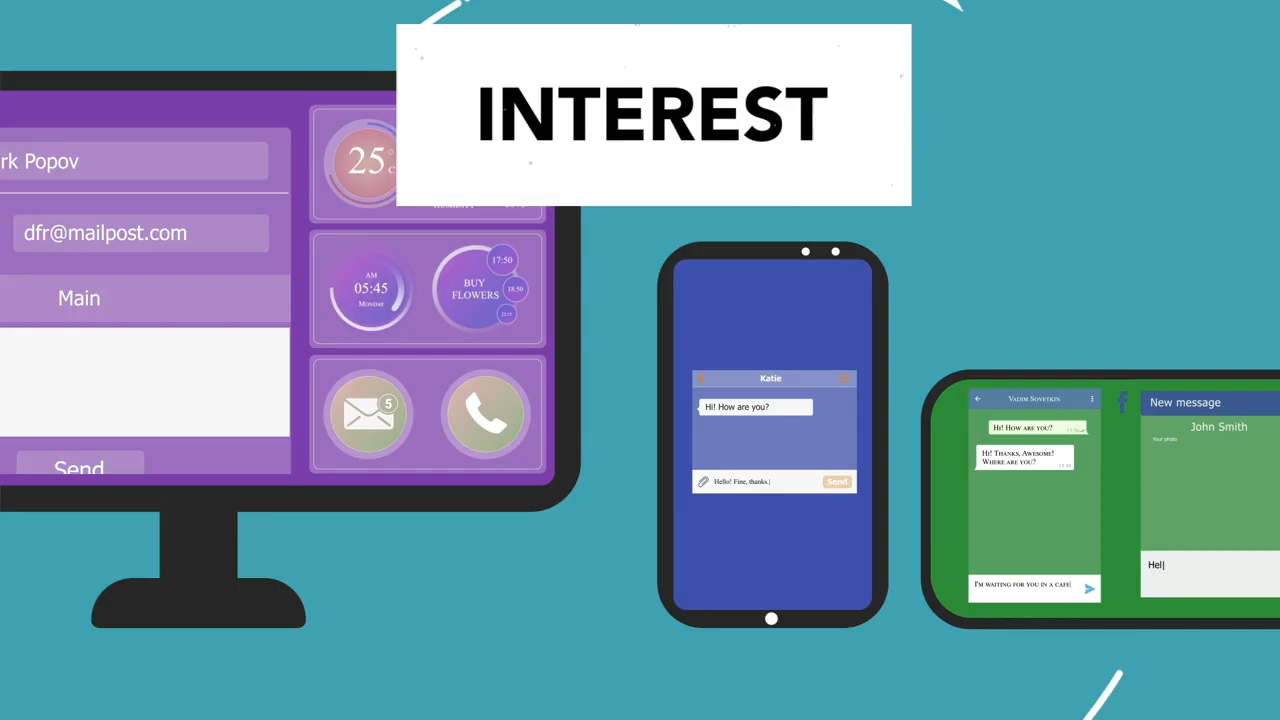 INTEREST
rk Popov
dfr@mailpost.com
Main
Send
25
C
AM
05:45
MONDAY
BUY
FLOWERS
17:50
18:50
5
Katie
Hi! How are you?
Hello! Fine, thanks.
Send
VADIM SOVETKIN
HI! HOW ARE YOU?
HI! THANKS, AWESOME!
WHERE ARE YOU?
I'M WAITING FOR YOU IN A CAFE
f
New message
John Smith
Your photo
Hel